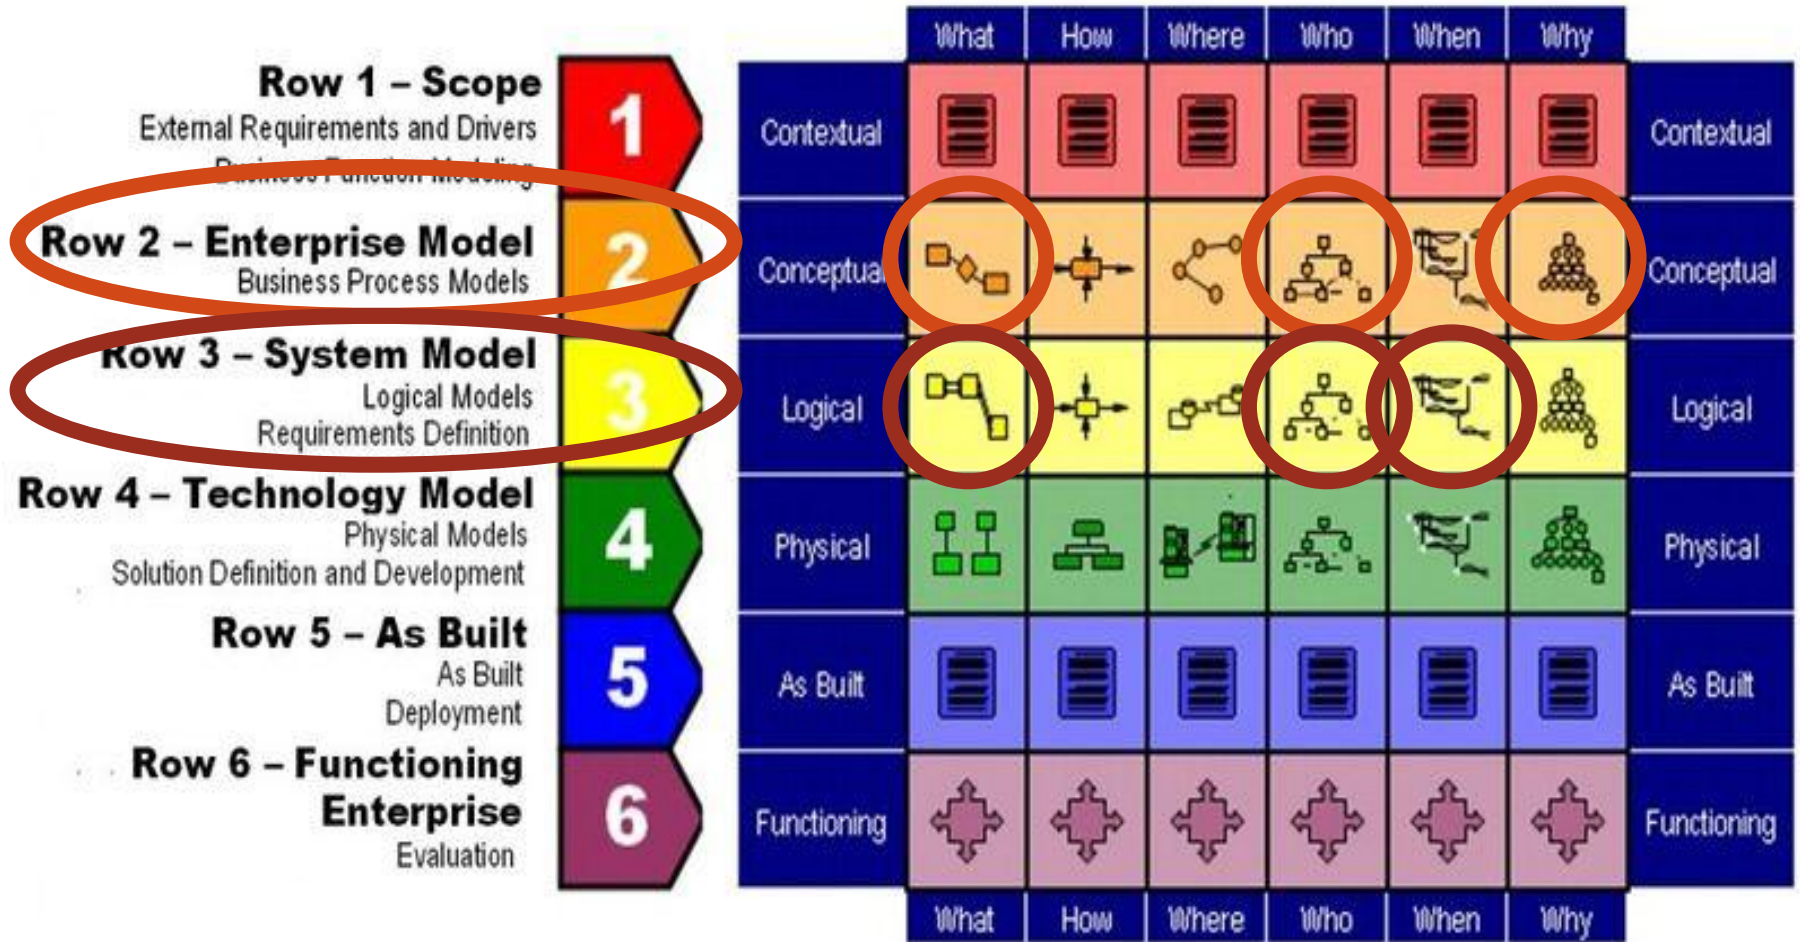 What How Where Who When Why
Row 1 – Scope
External Requirements and Drivers
Business Function Modeling
1
Contextual
Contextual
Row 2 – Enterprise Model
Business Process Models
2
Conceptual
Conceptual
Row 3 – System Model
Logical Models
Requirements Definition
3
Logical
Logical
Row 4 – Technology Model
Physical Models
Solution Definition and Development
4
Physical
Physical
Row 5 – As Built
As Built
Deployment
5
As Built
As Built
Row 6 – Functioning
Enterprise
Evaluation
6
Functioning
Functioning
What How Where Who When Why